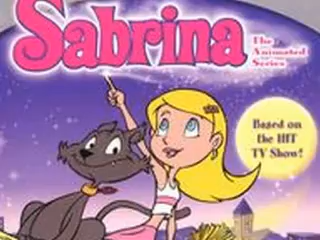 Sabrina
The
Animated
Series
Based on
the HIT
TV Show!